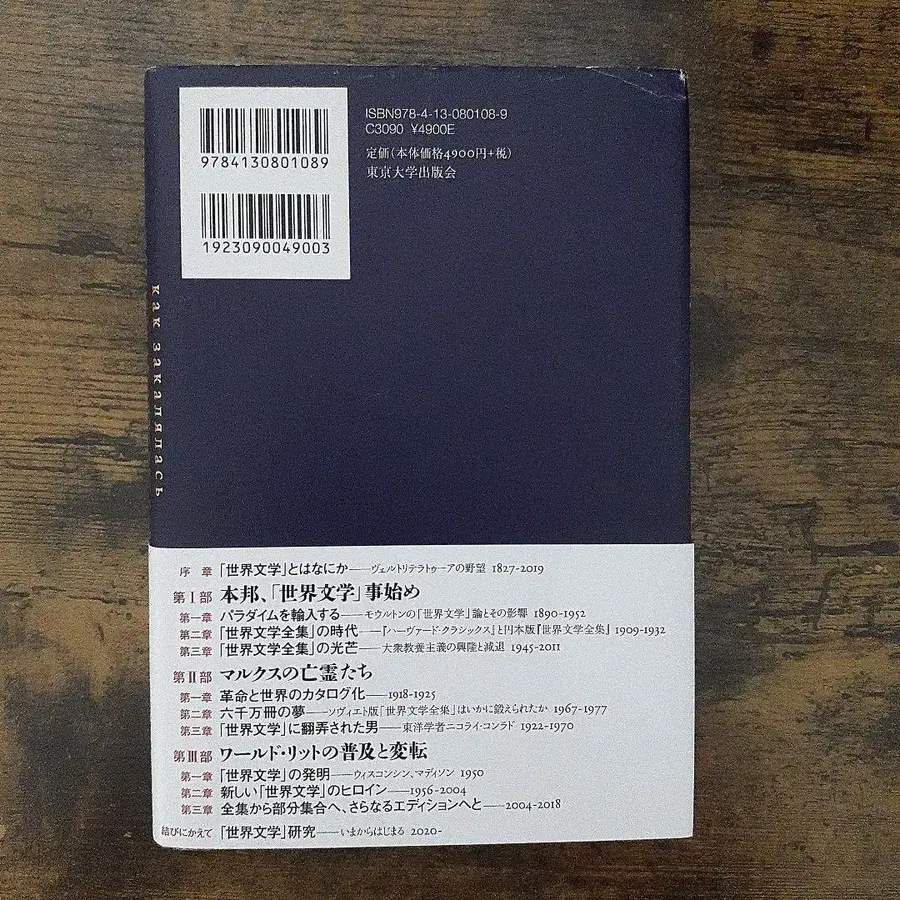 ISBN978-4-13-080108-9
C3090 ¥4900E
定価(本体価格4900円+税)
東京大学出版会
9784130801089
1923090049003
как закалялась
序 章 「世界文学」とはなにか――ヴェルトリテラトゥーアの野望 1827-2019
第Ⅰ部 本邦、「世界文学」事始め
第一章 パラダイムを輸入する――モウルトンの「世界文学」論とその影響 1890-1952
第二章 「世界文学全集」の時代――『ハーヴァード・クラシックス』と円本版『世界文学全集』 1909-1932
第三章 「世界文学全集」の光芒――大衆教養主義の興隆と減退 1945-2011
第Ⅱ部 マルクスの亡霊たち
第一章 革命と世界のカタログ化――1918-1925
第二章 六千万冊の夢――ソヴィエト版「世界文学全集」はいかに鍛えられたか 1967-1977
第三章 「世界文学」に翻弄された男――東洋学者ニコライ・コンラド 1922-1970
第Ⅲ部 ワールド・リットの普及と変転
第一章 「世界文学」の発明――ウィスコンシン、マディソン 1950
第二章 新しい「世界文学」のヒロイン――1956-2004
第三章 全集から部分集合へ、さらなるエディションへと――2004-2018
結びにかえて 「世界文学」研究――いまからはじまる 2020-